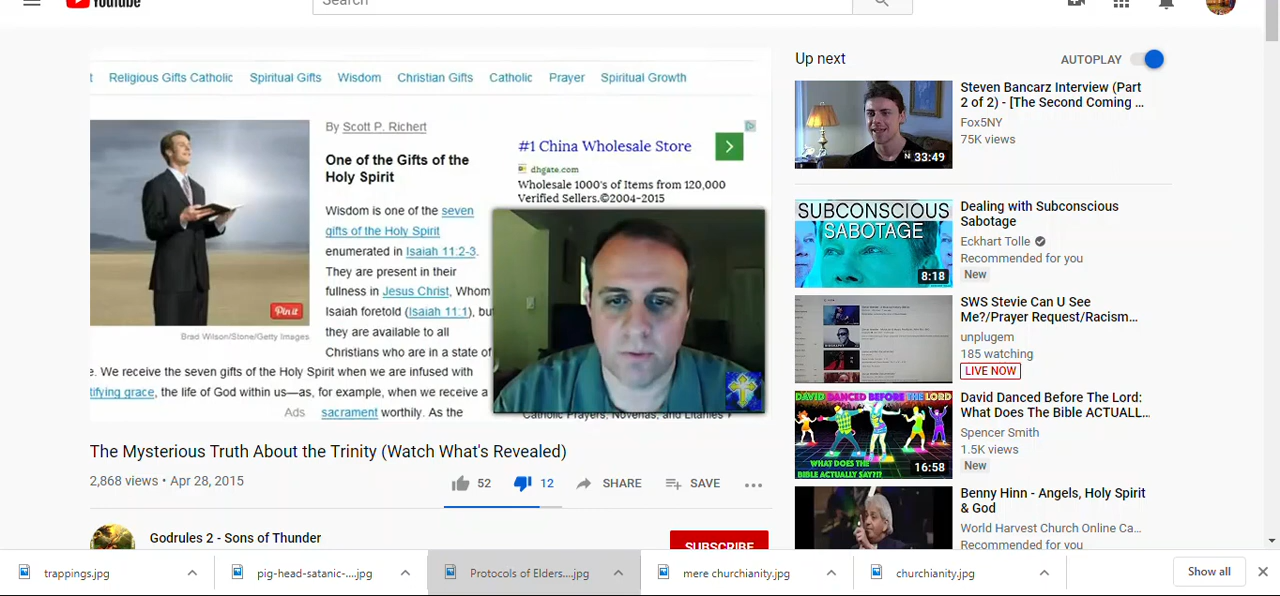 YouTube
Search
t Religious Gifts Catholic Spiritual Gifts Wisdom Christian Gifts Catholic Prayer Spiritual Growth
By Scott P. Richert
One of the Gifts of the
Holy Spirit
Wisdom is one of the seven
gifts of the Holy Spirit
enumerated in Isaiah 11:2-3.
They are present in their
fullness in Jesus Christ, Whom
Isaiah foretold (Isaiah 11:1), but
they are available to all
Christians who are in a state of
e. We receive the seven gifts of the Holy Spirit when we are infused with
tifying grace, the life of God within us—as, for example, when we receive a
Ads sacrament worthily. As the
Pin it
Brad Wilson/Stone/Getty Images
#1 China Wholesale Store
dhgate.com
Wholesale 1000's of Items from 120,000
Verified Sellers.©2004-2015
Catholic Prayers, Novenas, and Litanies
The Mysterious Truth About the Trinity (Watch What's Revealed)
2,868 views • Apr 28, 2015
52
12
SHARE
SAVE
Godrules 2 - Sons of Thunder
SUBSCRIBE
Up next
AUTOPLAY
33:49
Steven Bancarz Interview (Part
2 of 2) - [The Second Coming ...
Fox5NY
75K views
SUBCONSCIOUS
SABOTAGE
8:18
Dealing with Subconscious
Sabotage
Eckhart Tolle
Recommended for you
New
SWS Stevie Can U See
Me?/Prayer Request/Racism...
unplugem
185 watching
LIVE NOW
DAVID DANCED BEFORE THE LORD:
WHAT DOES THE
BIBLE ACTUALLY SAY?!?
16:58
David Danced Before The Lord:
What Does The Bible ACTUALL...
Spencer Smith
1.5K views
New
Benny Hinn - Angels, Holy Spirit
& God
World Harvest Church Online Ca...
Recommended for you
trappings.jpg
pig-head-satanic-....jpg
Protocols of Elders....jpg
mere churchianity.jpg
churchianity.jpg
Show all